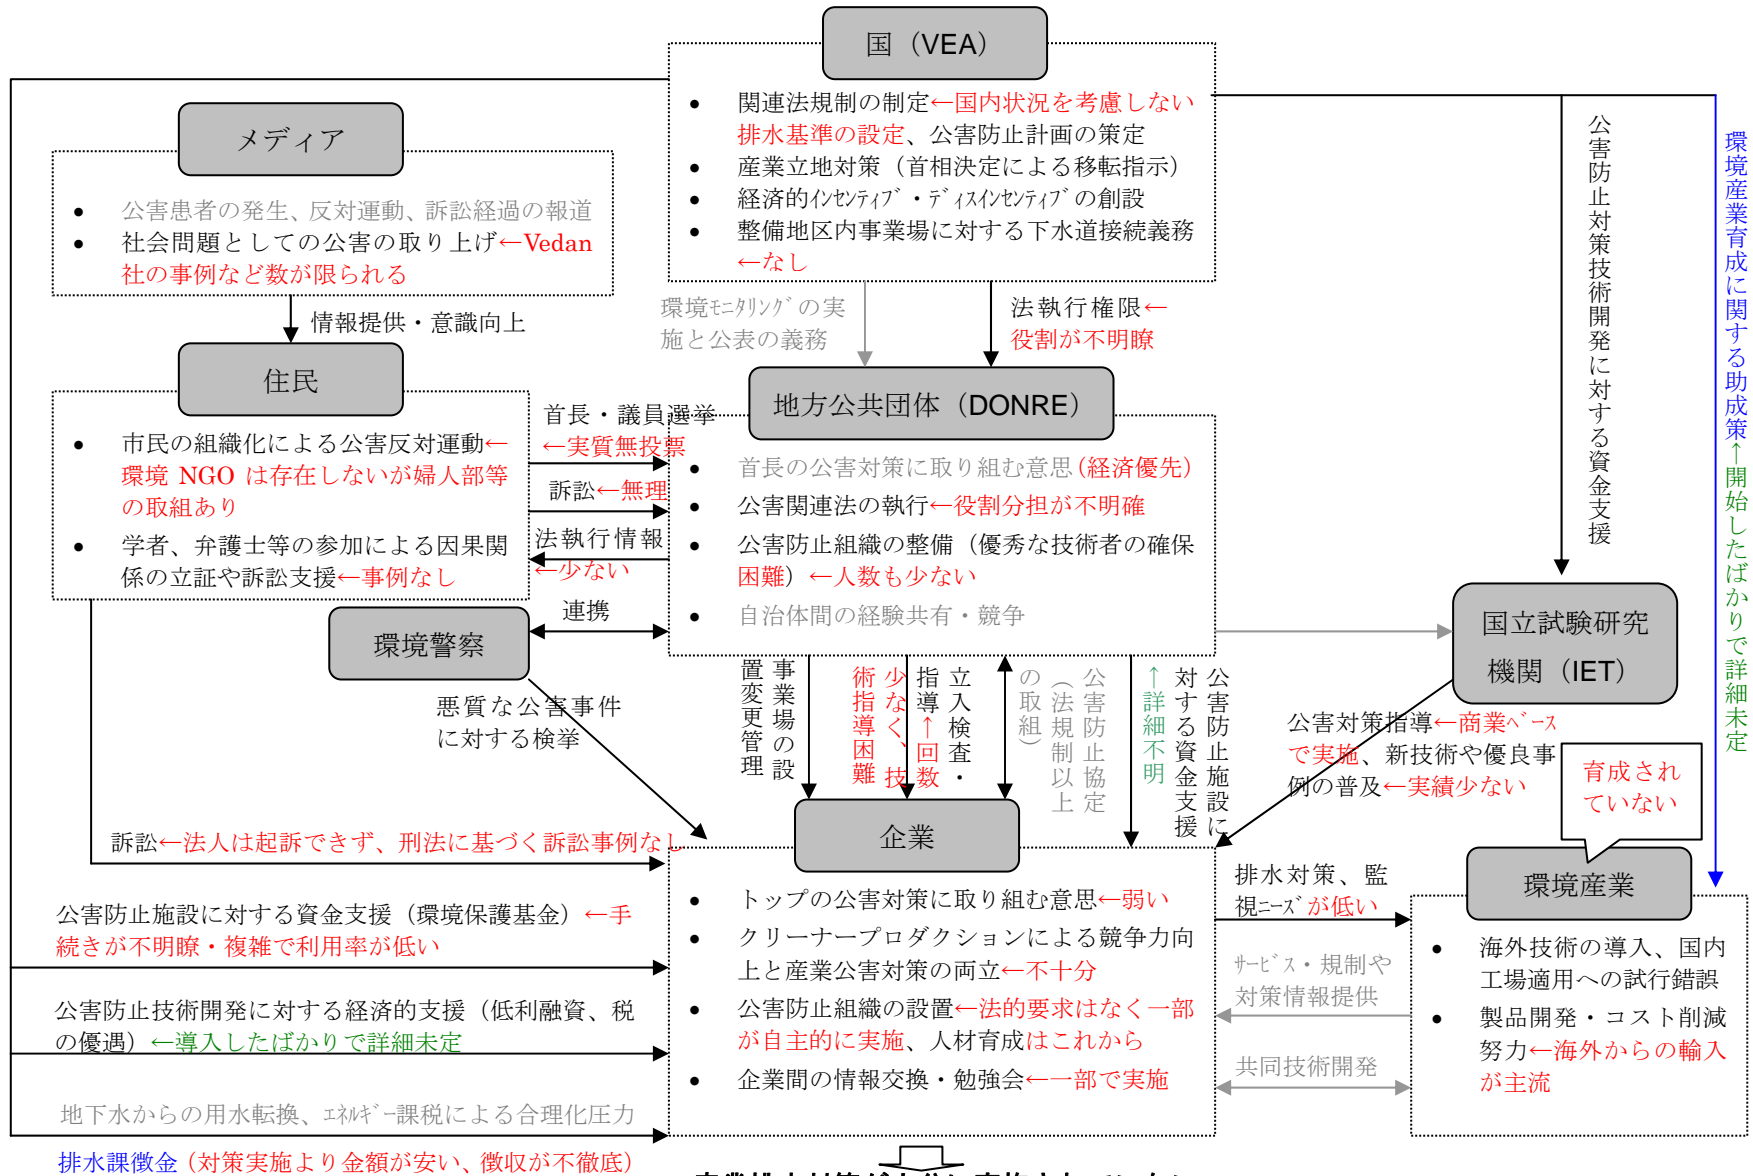 国（VEA）
• 関連法規制の制定←国内状況を考慮しない
排水基準の設定、公害防止計画の策定
• 産業立地対策（首相決定による移転指示）
• 経済的ｲﾝｾﾝﾃｨﾌﾞ・ﾃﾞｨｽｲﾝｾﾝﾃｨﾌﾞの創設
• 整備地区内事業場に対する下水道接続義務
←なし
メディア
• 公害患者の発生、反対運動、訴訟経過の報道
• 社会問題としての公害の取り上げ←Vedan
社の事例など数が限られる
情報提供・意識向上
環境ﾓﾆﾀﾘﾝｸﾞの実
施と公表の義務
法執行権限←
役割が不明瞭
公害防止対策技術開発に対する資金支援
環境産業育成に関する助成策←開始したばかりで詳細未定
住民
• 市民の組織化による公害反対運動←
環境 NGO は存在しないが婦人部等
の取組あり
• 学者、弁護士等の参加による因果関
係の立証や訴訟支援←事例なし
首長・議員選挙
←実質無投票
訴訟←無理
法執行情報
←少ない
連携
地方公共団体（DONRE）
• 首長の公害対策に取り組む意思(経済優先)
• 公害関連法の執行←役割分担が不明確
• 公害防止組織の整備（優秀な技術者の確保
困難）←人数も少ない
• 自治体間の経験共有・競争
環境警察
悪質な公害事件
に対する検挙
国立試験研究
機関（IET）
事業場の設
置変更管理
立入検査・
指導←回数
少なく、技
術指導困難
公害防止協定
（法規制以上
の取組）
公害防止施設に
対する資金支援
←詳細不明
公害対策指導←商業ﾍﾞｰｽ
で実施、新技術や優良事
例の普及←実績少ない
育成され
ていない
企業
• トップの公害対策に取り組む意思←弱い
• クリーナープロダクションによる競争力向
上と産業公害対策の両立←不十分
• 公害防止組織の設置←法的要求はなく一部
が自主的に実施、人材育成はこれから
• 企業間の情報交換・勉強会←一部で実施
訴訟←法人は起訴できず、刑法に基づく訴訟事例なし
公害防止施設に対する資金支援（環境保護基金）←手
続きが不明瞭・複雑で利用率が低い
公害防止技術開発に対する経済的支援（低利融資、税
の優遇）←導入したばかりで詳細未定
地下水からの用水転換、ｴﾈﾙｷﾞｰ課税による合理化圧力
排水課徴金（対策実施より金額が安い、徴収が不徹底）
排水対策、監
視ﾆｰｽﾞが低い
ｻｰﾋﾞｽ・規制や
対策情報提供
共同技術開発
環境産業
• 海外技術の導入、国内
工場適用への試行錯誤
• 製品開発・コスト削減
努力←海外からの輸入
が主流